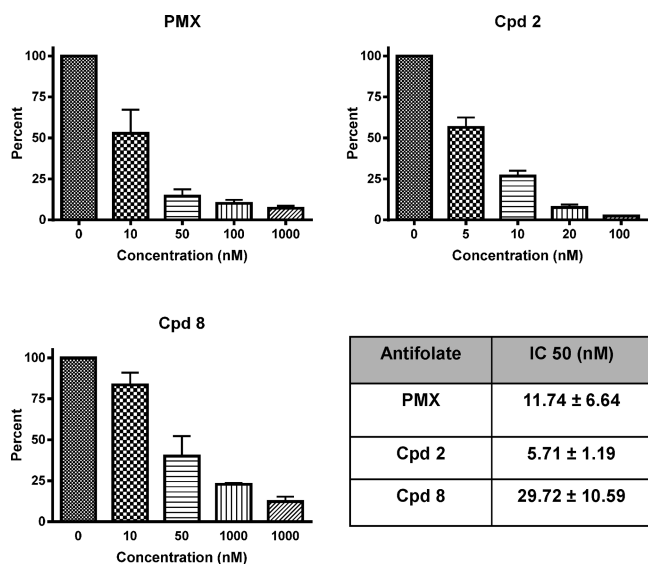 PMX
100
75
50
25
0
Percent
0 10 50 100 1000
Concentration (nM)
Cpd 2
100
75
50
25
0
Percent
0 5 10 20 100
Concentration (nM)
Cpd 8
100
75
50
25
0
Percent
0 10 50 1000 1000
Concentration (nM)
Antifolate IC 50 (nM)
PMX 11.74 ± 6.64
Cpd 2 5.71 ± 1.19
Cpd 8 29.72 ± 10.59